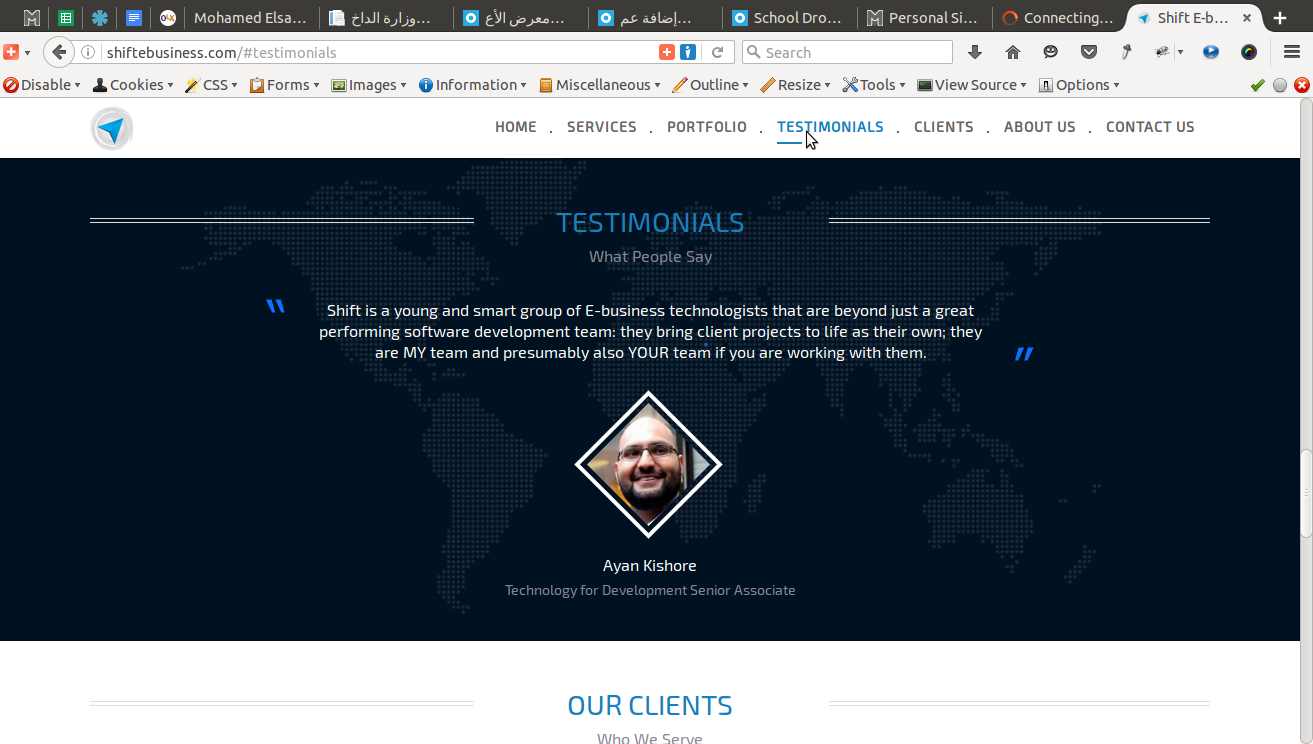 Mohamed Elsa...
وزارة الداخ...
معرض الأع...
إضافة عم...
School Dro...
Personal Si...
Connecting...
Shift E-b...
shiftebusiness.com/#testimonials
Search
Disable
Cookies
CSS
Forms
Images
Information
Miscellaneous
Outline
Resize
Tools
View Source
Options
HOME . SERVICES . PORTFOLIO . TESTIMONIALS . CLIENTS . ABOUT US . CONTACT US
TESTIMONIALS
What People Say
Shift is a young and smart group of E-business technologists that are beyond just a great
performing software development team: they bring client projects to life as their own; they
are MY team and presumably also YOUR team if you are working with them.
Ayan Kishore
Technology for Development Senior Associate
OUR CLIENTS
Who We Serve